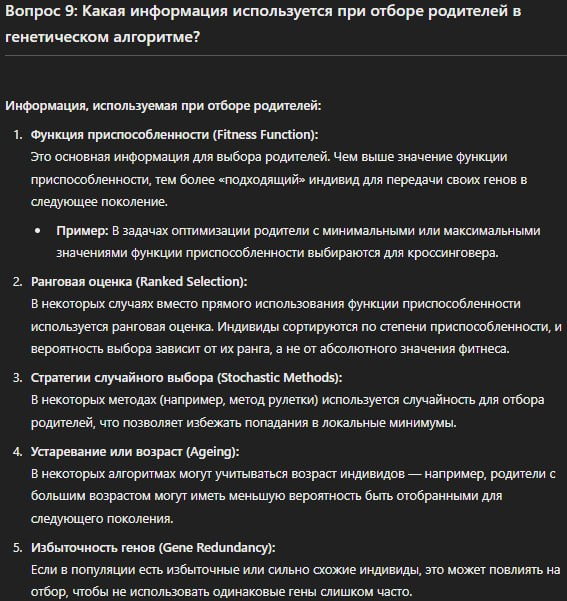 Вопрос 9: Какая информация используется при отборе родителей в
генетическом алгоритме?
Информация, используемая при отборе родителей:
1. Функция приспособленности (Fitness Function):
Это основная информация для выбора родителей. Чем выше значение функции
приспособленности, тем более «подходящий» индивид для передачи своих генов в
следующее поколение.
• Пример: В задачах оптимизации родители с минимальными или максимальными
значениями функции приспособленности выбираются для кроссинговера.
2. Ранговая оценка (Ranked Selection):
В некоторых случаях вместо прямого использования функции приспособленности
используется ранговая оценка. Индивиды сортируются по степени приспособленности, и
вероятность выбора зависит от их ранга, а не от абсолютного значения фитнеса.
3. Стратегии случайного выбора (Stochastic Methods):
В некоторых методах (например, метод рулетки) используется случайность для отбора
родителей, что позволяет избежать попадания в локальные минимумы.
4. Устаревание или возраст (Ageing):
В некоторых алгоритмах могут учитываться возраст индивидов — например, родители с
большим возрастом могут иметь меньшую вероятность быть отобранными для
следующего поколения.
5. Избыточность генов (Gene Redundancy):
Если в популяции есть избыточные или сильно схожие индивиды, это может повлиять на
отбор, чтобы не использовать одинаковые гены слишком часто.